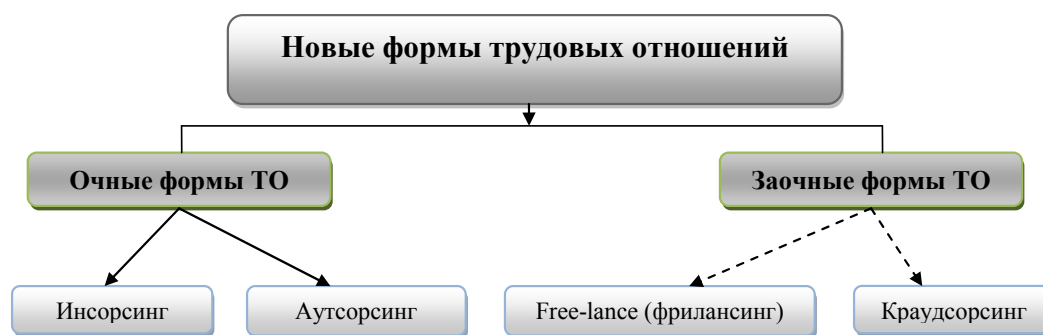 Новые формы трудовых отношений
Очные формы ТО
Заочные формы ТО
Инсорсинг
Аутсорсинг
Free-lance (фрилансинг)
Краудсорсинг